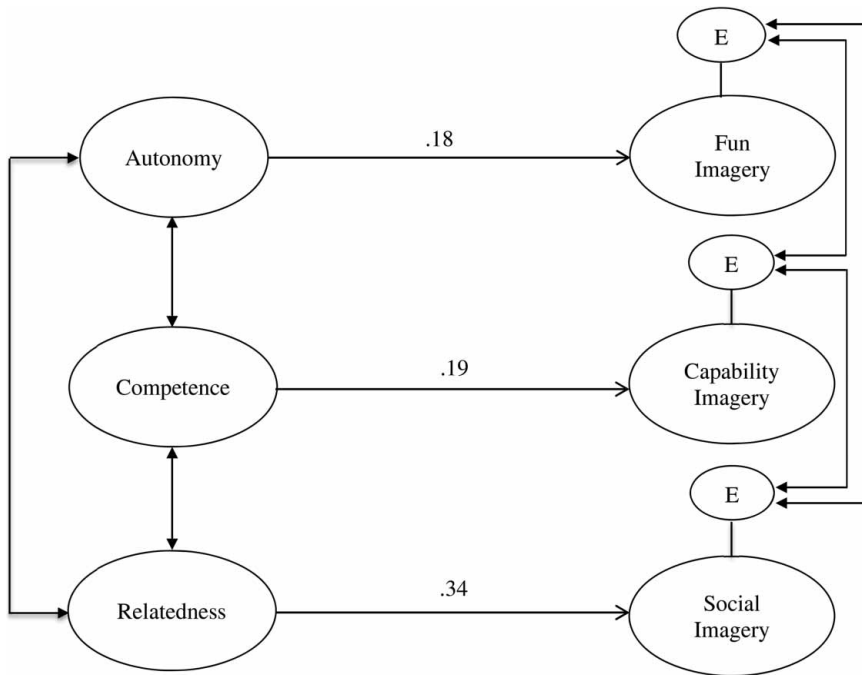 E
Autonomy
.18
Fun
Imagery
E
Competence
.19
Capability
Imagery
E
Relatedness
.34
Social
Imagery